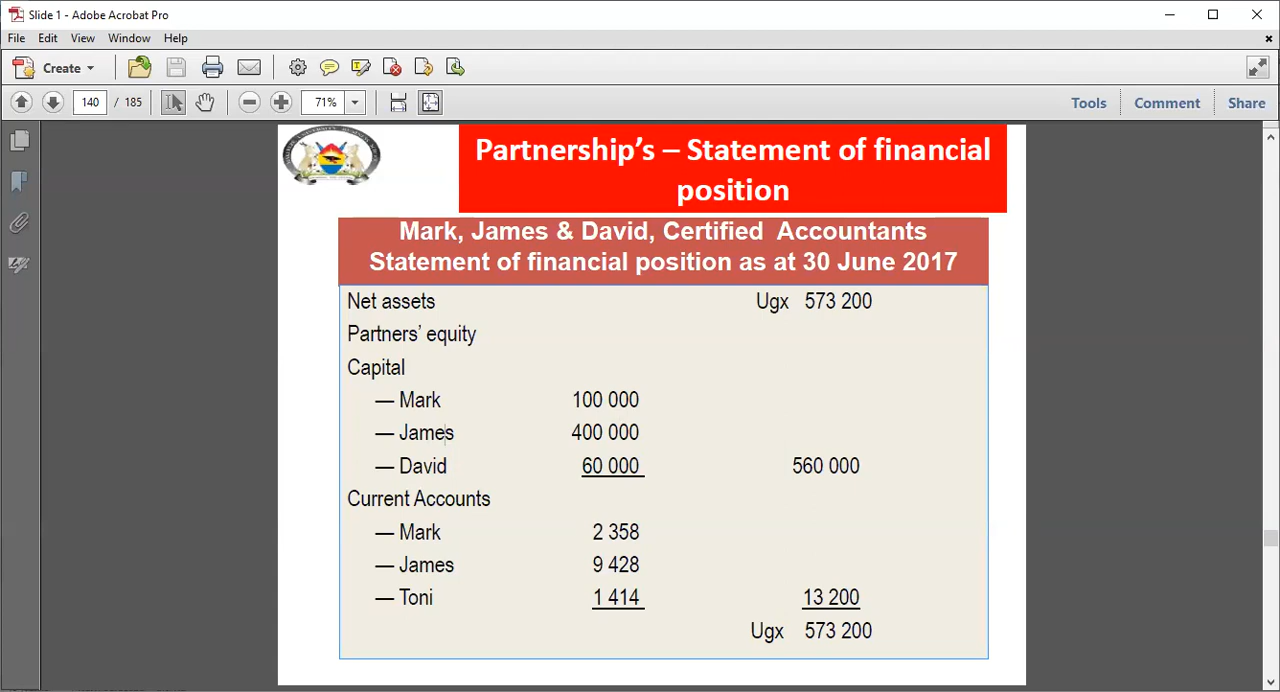 Slide 1 - Adobe Acrobat Pro
File Edit View Window Help
Create
140 / 185 71% Tools Comment Share
Partnership’s – Statement of financial
position
Mark, James & David, Certified Accountants
Statement of financial position as at 30 June 2017
Net assets Ugx 573 200
Partners’ equity
Capital
— Mark 100 000
— James 400 000
— David 60 000 560 000
Current Accounts
— Mark 2 358
— James 9 428
— Toni 1 414 13 200
Ugx 573 200